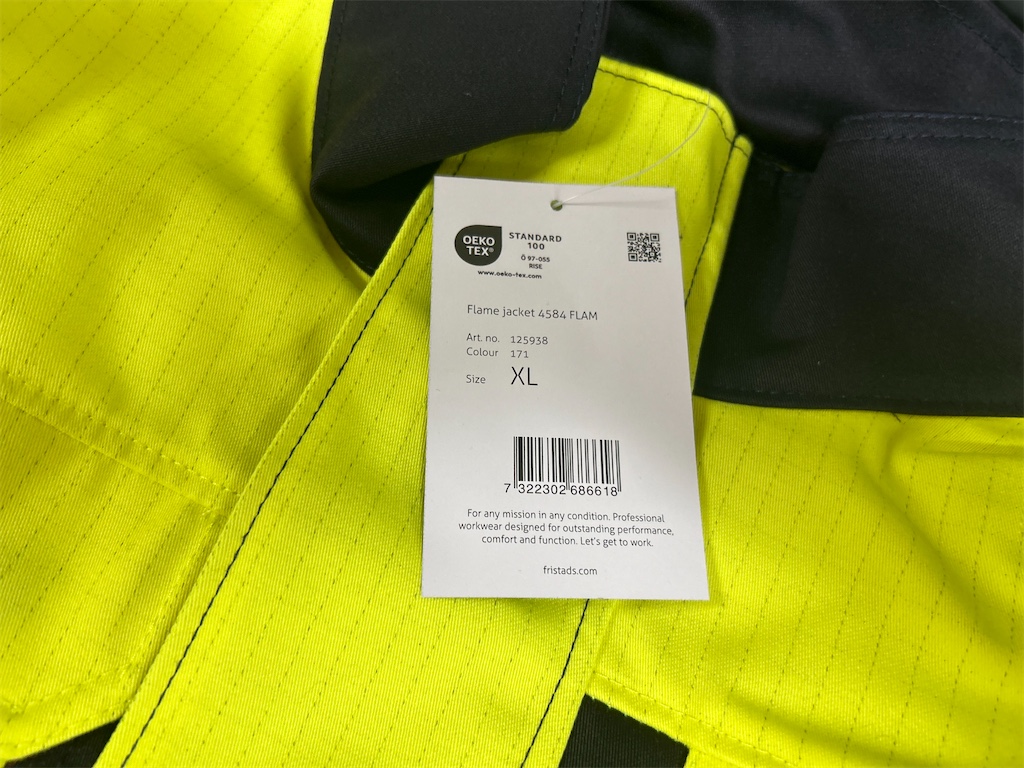 OEKO
TEX®
STANDARD
100
Ö 97-055
RISE
www.oeko-tex.com
Flame jacket 4584 FLAM
Art. no. 125938
Colour 171
Size XL
7 322302 686618
For any mission in any condition. Professional
workwear designed for outstanding performance,
comfort and function. Let's get to work.
fristads.com